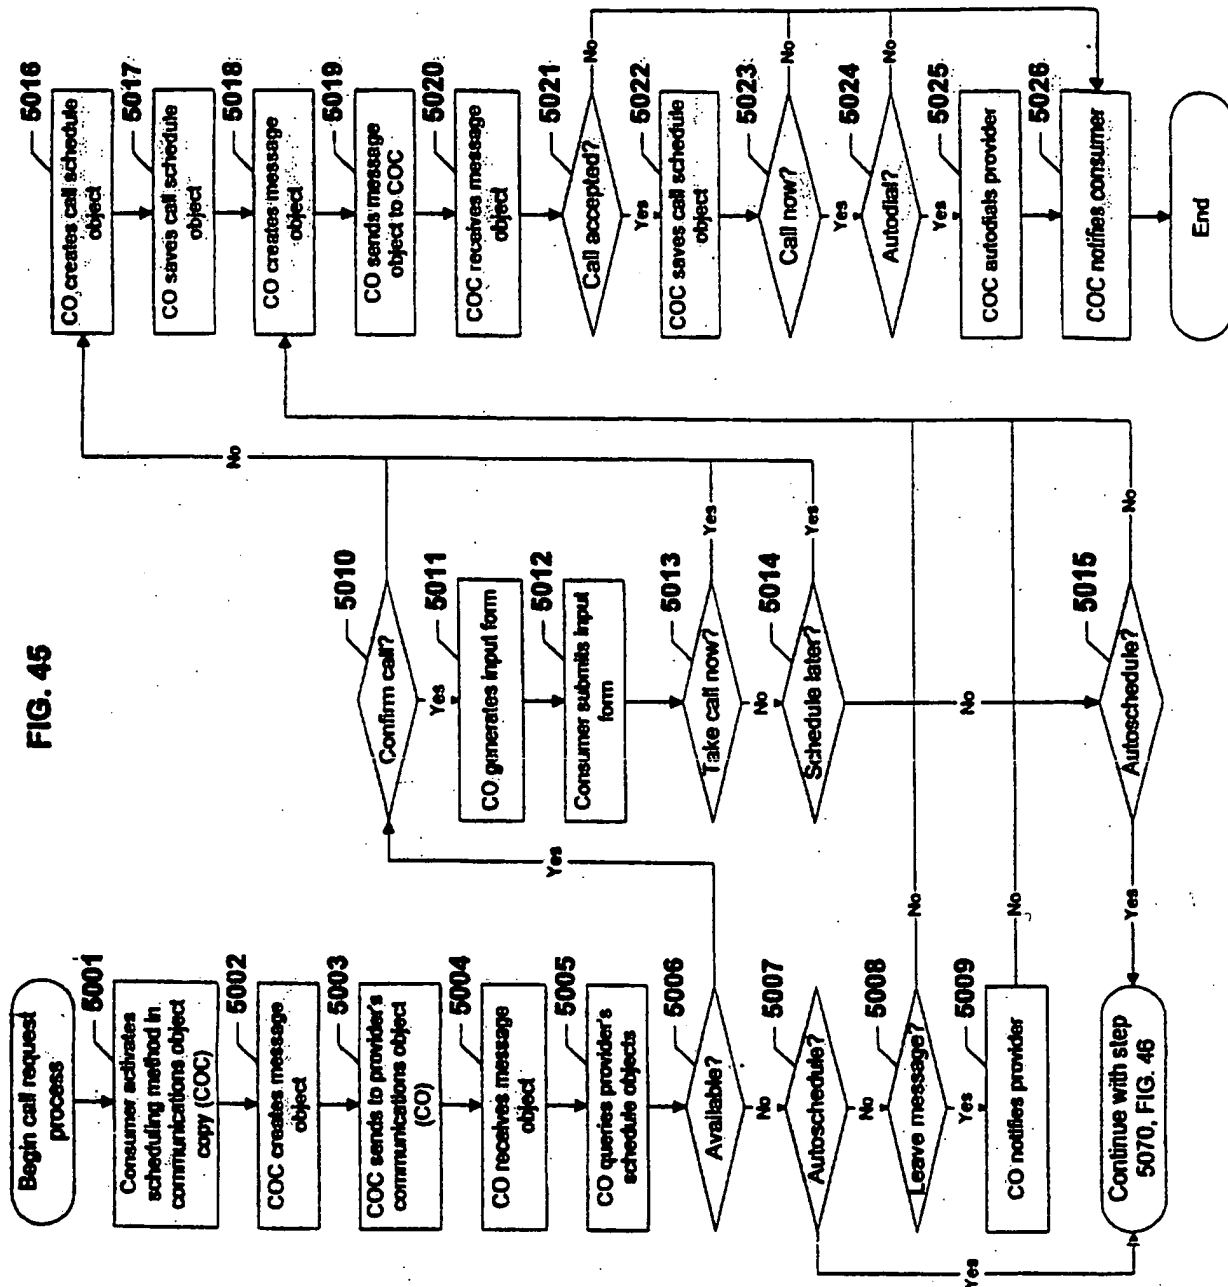 FIG. 45
Begin call request
process
5001
Consumer activates
scheduling method in
communications object
copy (COC)
5002
COC creates message
object
5003
COC sends to provider's
communications object
(CO)
5004
CO receives message
object
5005
CO queries provider's
schedule objects
5006
Available?
Yes
No
5007
Autoschedule?
Yes
No
5008
Leave message?
No
Yes
5009
CO notifies provider
No
Continue with step
5070, FIG. 46
5010
Confirm call?
No
Yes
5011
CO generates input form
5012
Consumer submits input
form
5013
Take call now?
Yes
No
5014
Schedule later?
Yes
No
5015
Autoschedule?
Yes
No
5016
CO creates call schedule
object
5017
CO saves call schedule
object
5018
CO creates message
object
5019
CO sends message
object to COC
5020
COC receives message
object
5021
Call accepted?
No
Yes
5022
COC saves call schedule
object
5023
Call now?
No
Yes
5024
Autodial?
No
Yes
5025
COC autodials provider
5026
COC notifies consumer
End